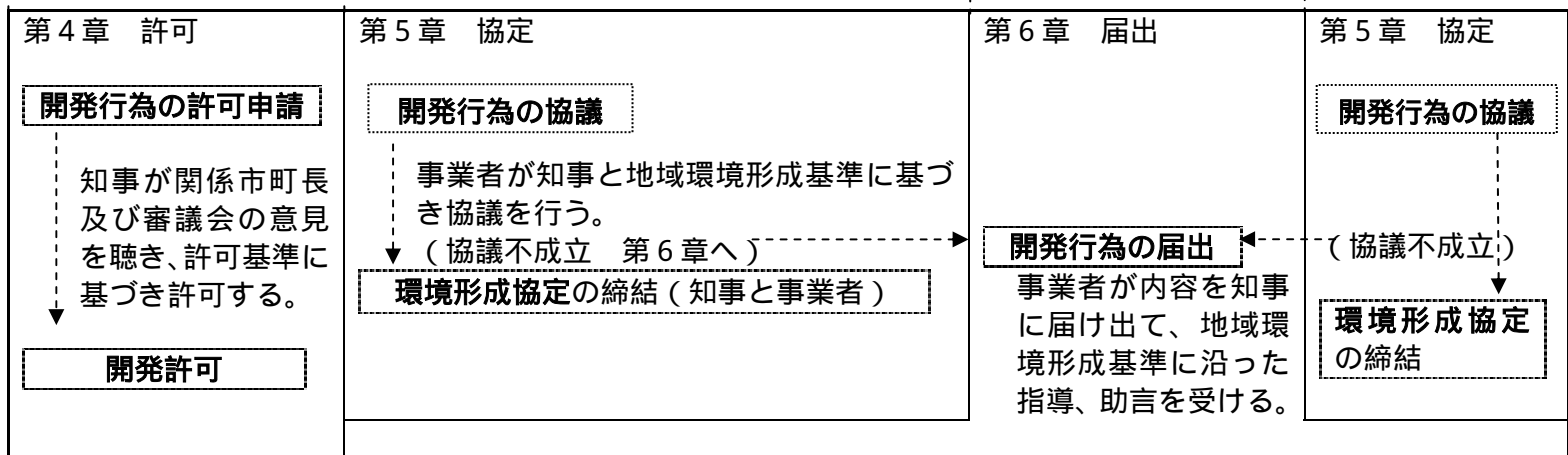 第４章　許可
開発行為の許可申請
知事が関係市町長
及び審議会の意見
を聴き、許可基準に
基づき許可する。
開発許可
第５章　協定
開発行為の協議
事業者が知事と地域環境形成基準に基づ
き協議を行う。
（協議不成立　第６章へ）
環境形成協定の締結（知事と事業者）
第６章　届出
開発行為の届出
事業者が内容を知事
に届け出て、地域環
境形成基準に沿った
指導、助言を受ける。
第５章　協定
開発行為の協議
（協議不成立）
環境形成協定
の締結